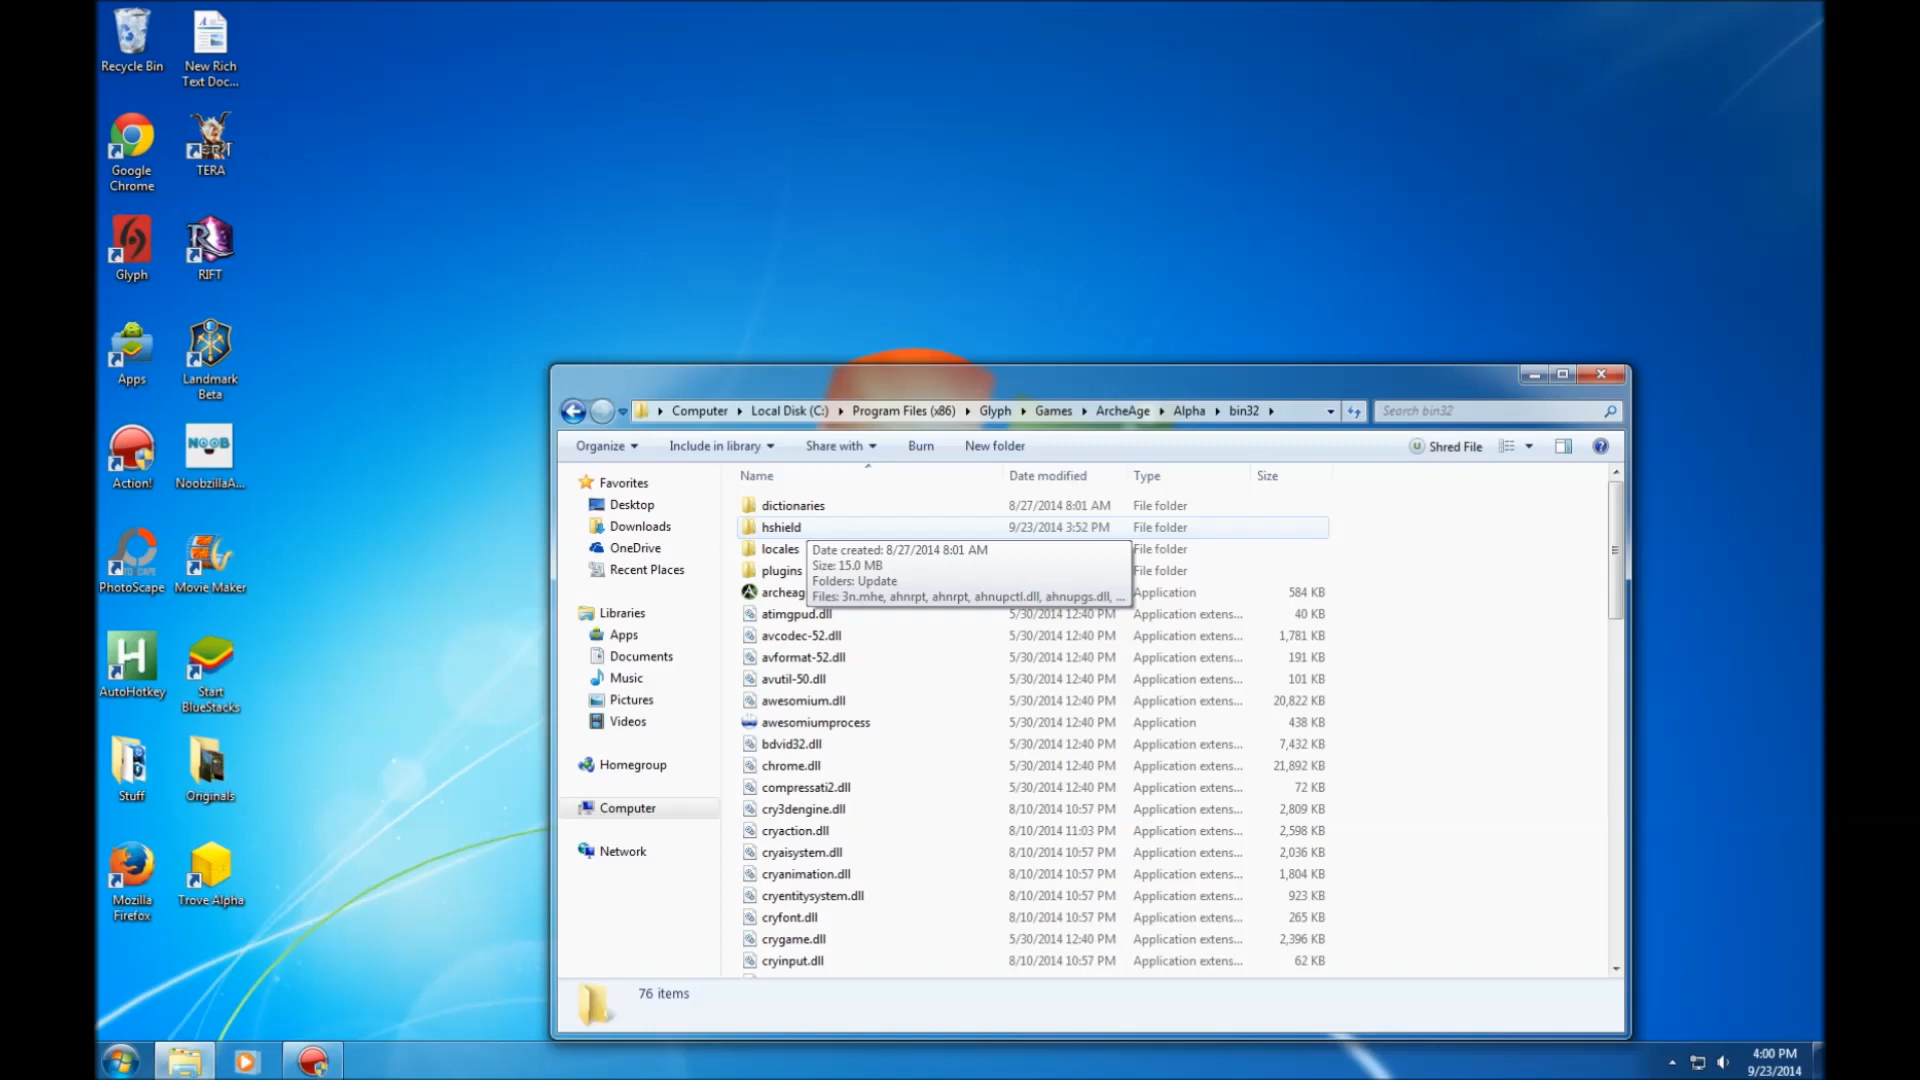 Recycle Bin
New Rich
Text Doc...
Google
Chrome
TERA
Glyph
RIFT
Apps
Landmark
Beta
Action!
NOOB
NoobzillaA...
PhotoScape
Movie Maker
AutoHotkey
Start
BlueStacks
Stuff
Originals
Mozilla
Firefox
Trove Alpha
Computer Local Disk (C:) Program Files (x86) Glyph Games ArcheAge Alpha bin32
Search bin32
Organize Include in library Share with Burn New folder Shred File
Favorites
Desktop
Downloads
OneDrive
Recent Places
Libraries
Apps
Documents
Music
Pictures
Videos
Homegroup
Computer
Network
Name Date modified Type Size
dictionaries 8/27/2014 8:01 AM File folder
hshield 9/23/2014 3:52 PM File folder
locales File folder
plugins File folder
archeag Application 584 KB
Date created: 8/27/2014 8:01 AM
Size: 15.0 MB
Folders: Update
Files: 3n.mhe, ahnrpt, ahnrpt, ahnupctl.dll, ahnupgs.dll, ...
atimgpud.dll 5/30/2014 12:40 PM Application extens... 40 KB
avcodec-52.dll 5/30/2014 12:40 PM Application extens... 1,781 KB
avformat-52.dll 5/30/2014 12:40 PM Application extens... 191 KB
avutil-50.dll 5/30/2014 12:40 PM Application extens... 101 KB
awesomium.dll 5/30/2014 12:40 PM Application extens... 20,822 KB
awesomiumprocess 5/30/2014 12:40 PM Application 438 KB
bdvid32.dll 5/30/2014 12:40 PM Application extens... 7,432 KB
chrome.dll 5/30/2014 12:40 PM Application extens... 21,892 KB
compressati2.dll 5/30/2014 12:40 PM Application extens... 72 KB
cry3dengine.dll 8/10/2014 10:57 PM Application extens... 2,809 KB
cryaction.dll 8/10/2014 11:03 PM Application extens... 2,598 KB
cryaisystem.dll 8/10/2014 10:57 PM Application extens... 2,036 KB
cryanimation.dll 8/10/2014 10:57 PM Application extens... 1,804 KB
cryentitysystem.dll 8/10/2014 10:57 PM Application extens... 923 KB
cryfont.dll 8/10/2014 10:57 PM Application extens... 265 KB
crygame.dll 5/30/2014 12:40 PM Application extens... 2,396 KB
cryinput.dll 8/10/2014 10:57 PM Application extens... 62 KB
76 items
4:00 PM
9/23/2014